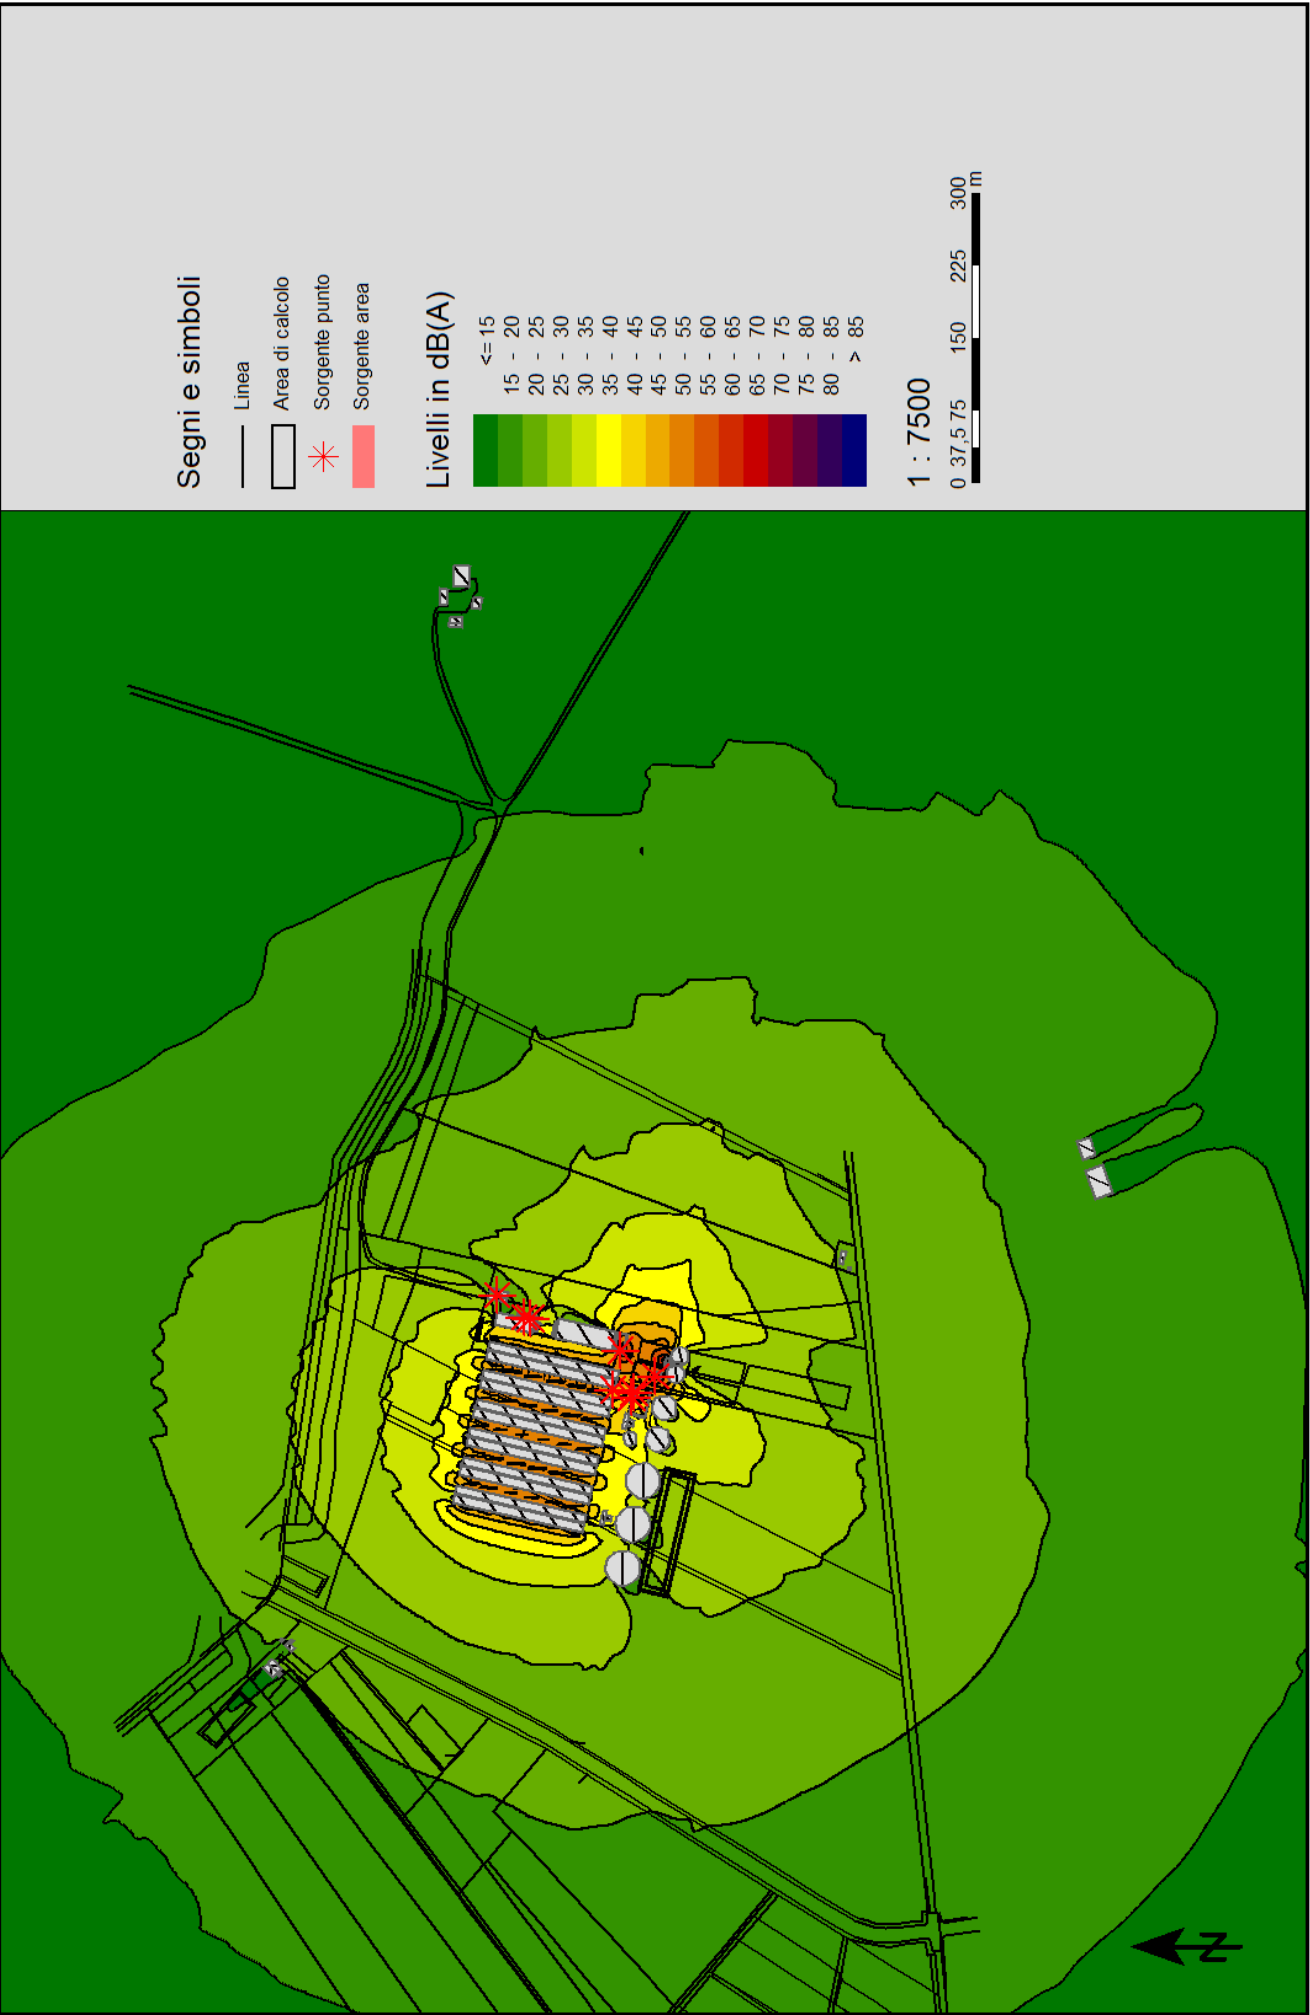 Segni e simboli
Linea
Area di calcolo
Sorgente punto
Sorgente area
Livelli in dB(A)
<= 15
15 - 20
20 - 25
25 - 30
30 - 35
35 - 40
40 - 45
45 - 50
50 - 55
55 - 60
60 - 65
65 - 70
70 - 75
75 - 80
80 - 85
> 85
1 : 7500
0 37,5 75 150 225 300
m
N